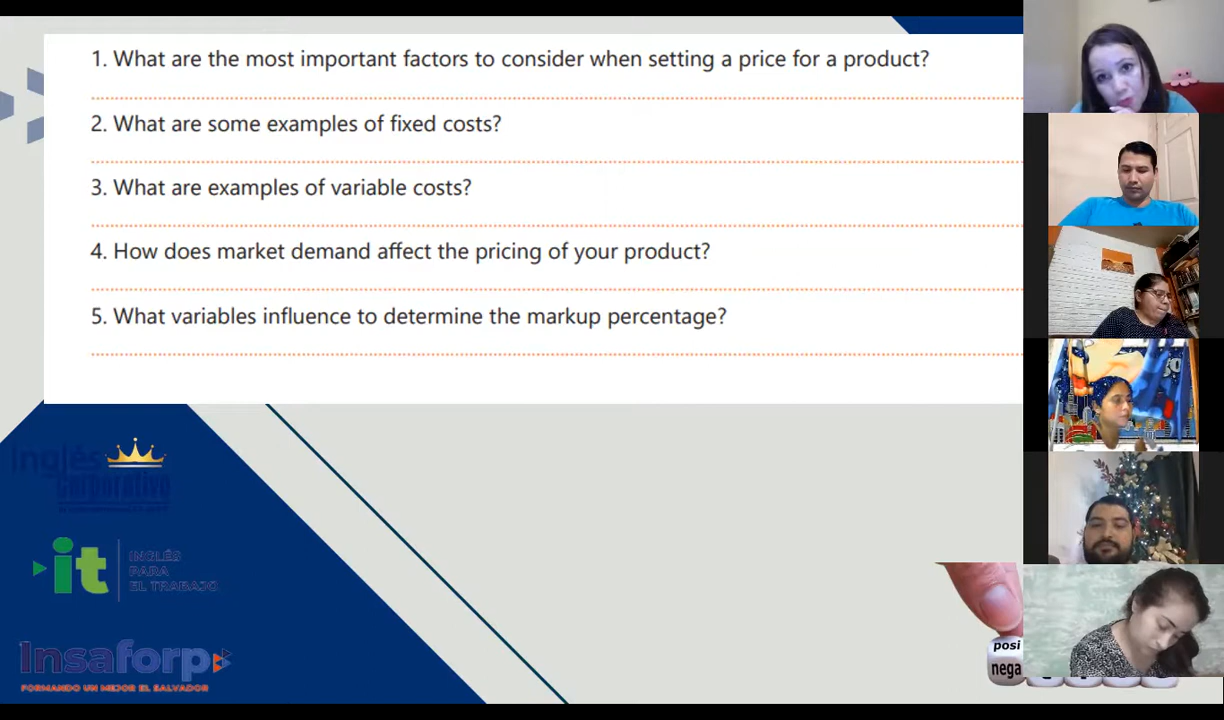 1. What are the most important factors to consider when setting a price for a product?
2. What are some examples of fixed costs?
3. What are examples of variable costs?
4. How does market demand affect the pricing of your product?
5. What variables influence to determine the markup percentage?
Inglés
Corporativo
it
INGLÉS
PARA
EL TRABAJO
Insaforp
FORMANDO UN MEJOR EL SALVADOR
posi
nega